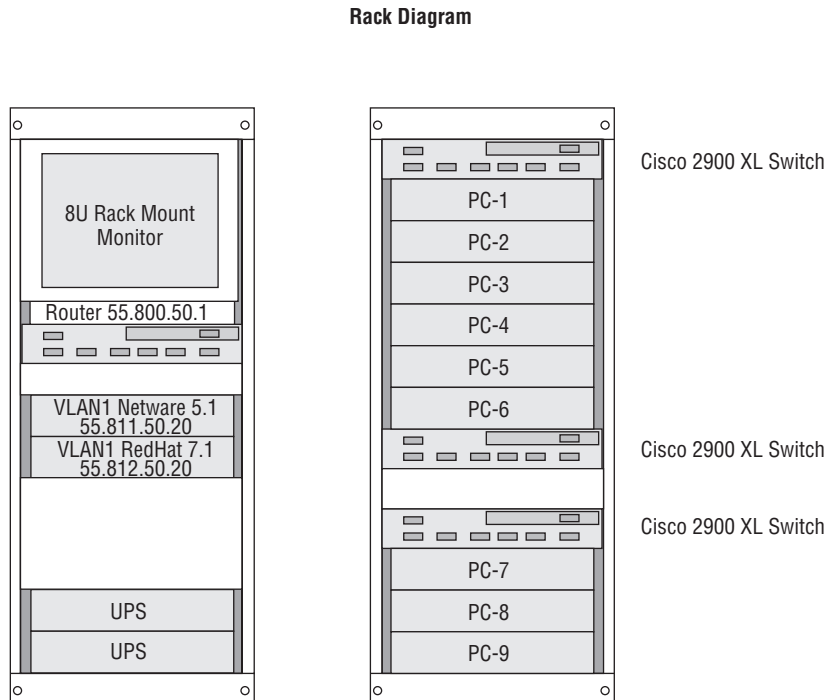 Rack Diagram
8U Rack Mount
Monitor
Router 55.800.50.1
VLAN1 Netware 5.1
55.811.50.20
VLAN1 RedHat 7.1
55.812.50.20
UPS
UPS
Cisco 2900 XL Switch
PC-1
PC-2
PC-3
PC-4
PC-5
PC-6
Cisco 2900 XL Switch
Cisco 2900 XL Switch
PC-7
PC-8
PC-9